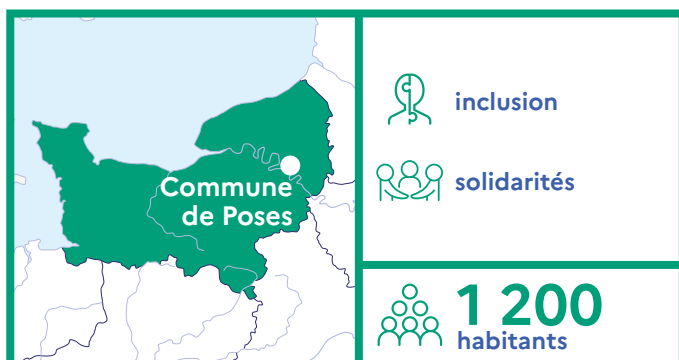 Commune
de Poses
inclusion
solidarités
1 200
habitants